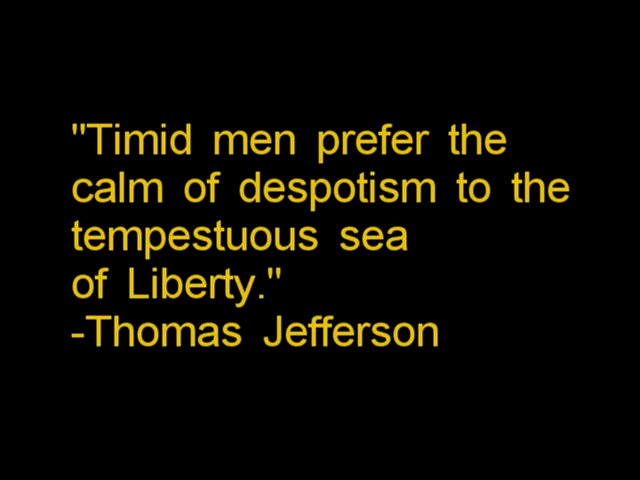 "Timid men prefer the
calm of despotism to the
tempestuous sea
of Liberty."
-Thomas Jefferson